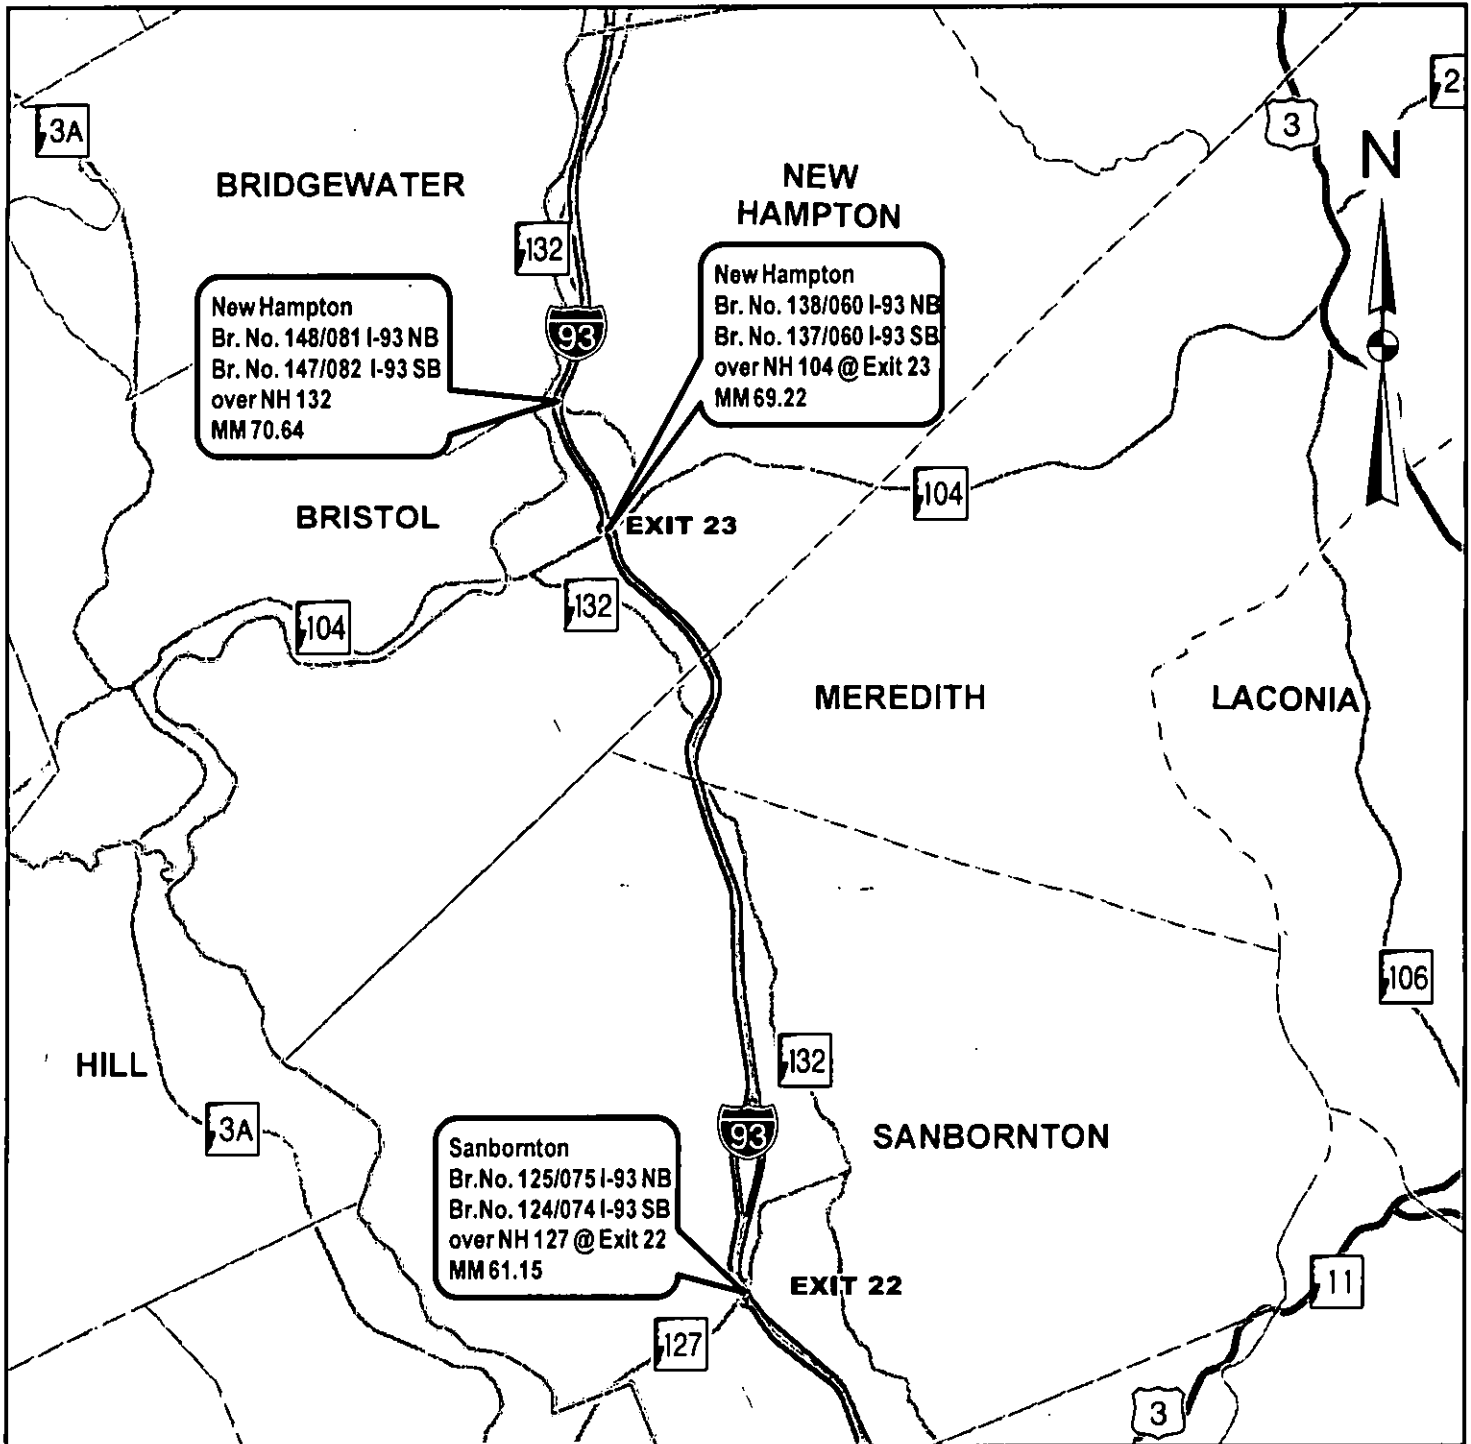 3
2
3A
N
BRIDGEWATER
NEW
HAMPTON
132
New Hampton
Br. No. 148/081 I-93 NB
Br. No. 147/082 I-93 SB
over NH 132
MM 70.64
93
New Hampton
Br. No. 138/060 I-93 NB
Br. No. 137/060 I-93 SB
over NH 104 @ Exit 23
MM 69.22
104
BRISTOL
EXIT 23
132
104
MEREDITH
LACONIA
106
HILL
132
3A
93
SANBORNTON
Sanbornton
Br.No. 125/075 I-93 NB
Br.No. 124/074 I-93 SB
over NH 127 @ Exit 22
MM 61.15
EXIT 22
11
127
3